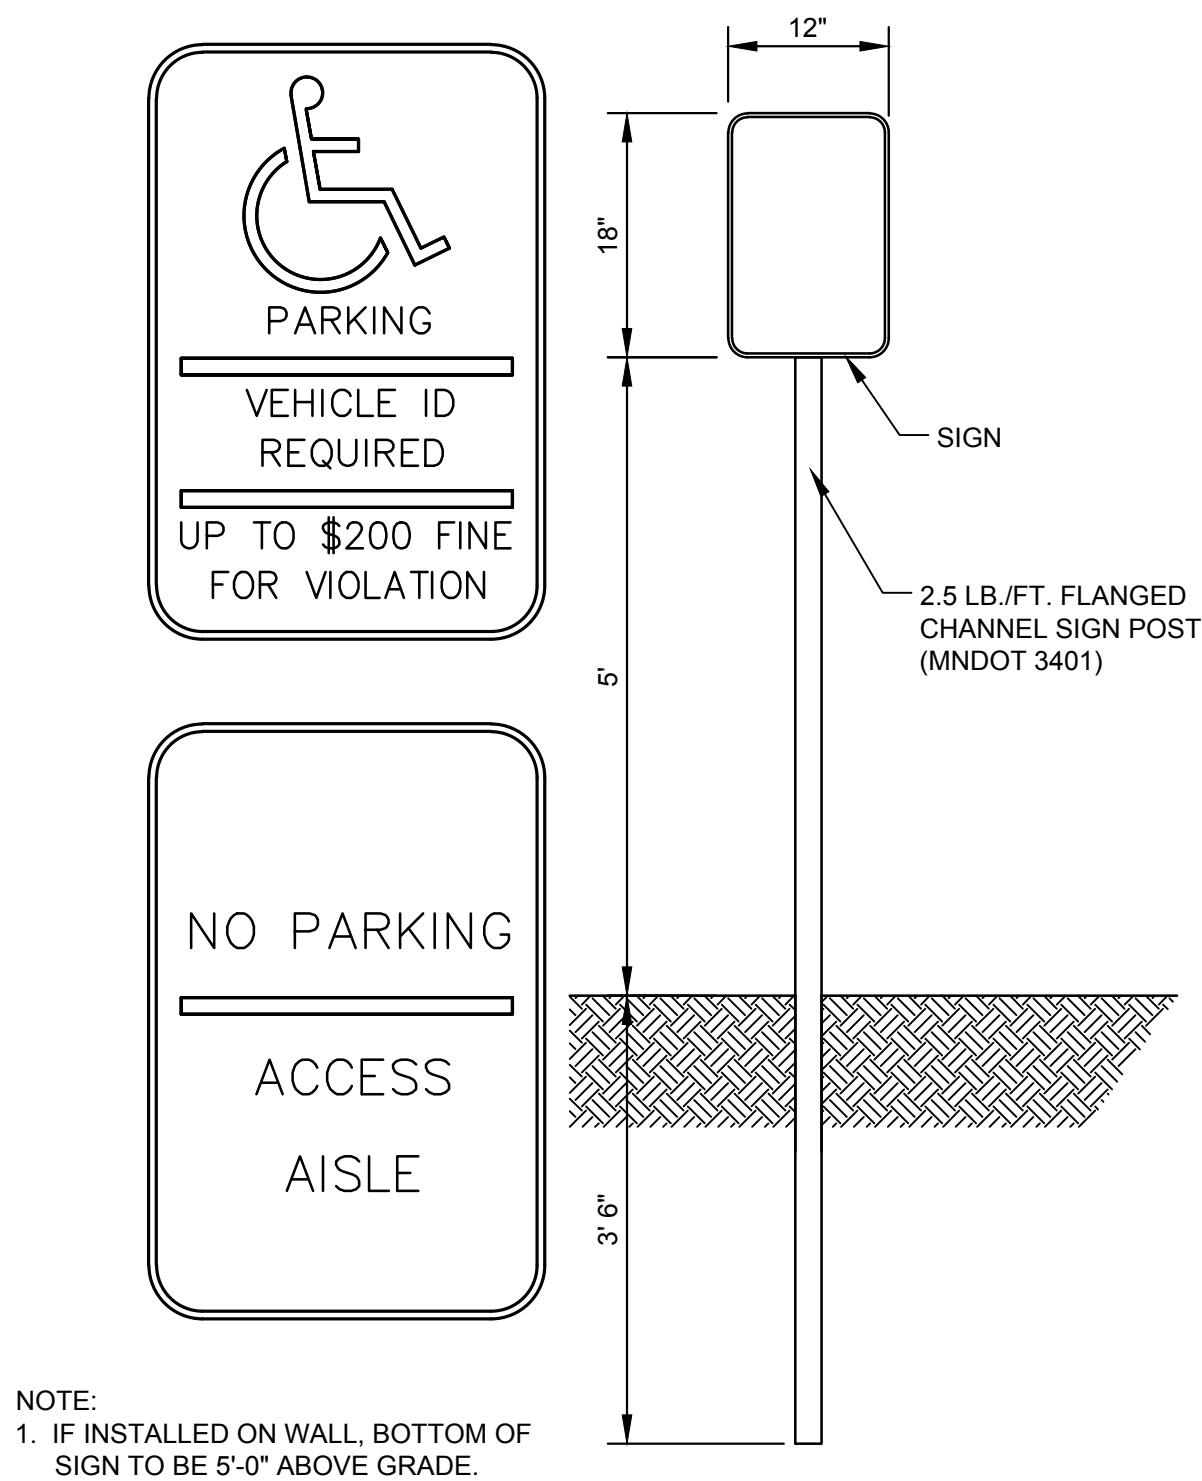 PARKING
VEHICLE ID
REQUIRED
UP TO $200 FINE
FOR VIOLATION
NO PARKING
ACCESS
AISLE
12"
18"
SIGN
2.5 LB./FT. FLANGED
CHANNEL SIGN POST
(MNDOT 3401)
5'
3' 6"
NOTE:
1. IF INSTALLED ON WALL, BOTTOM OF
SIGN TO BE 5'-0" ABOVE GRADE.